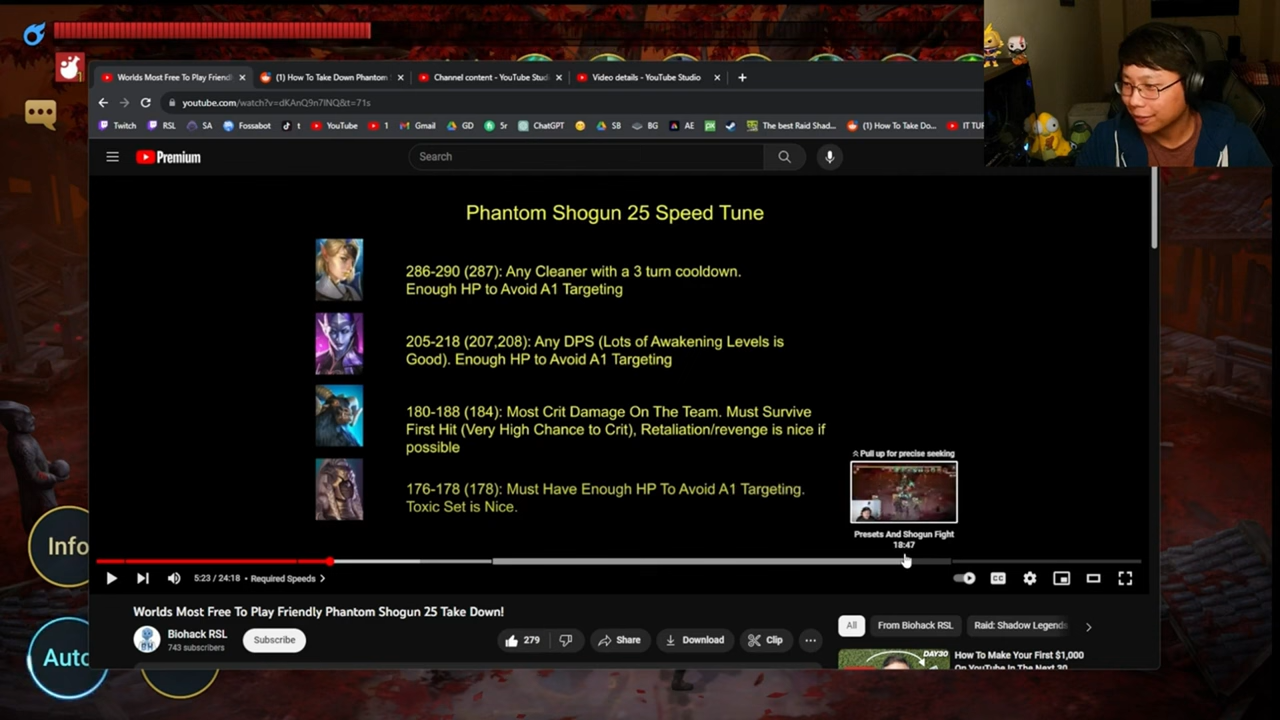 Worlds Most Free To Play Friendl
(1) How To Take Down Phantom
Channel content - YouTube Stud
Video details - YouTube Studio
youtube.com/watch?v=dKAnQ9n7INQ&t=71s
Twitch
RSL
SA
Fossabot
t
YouTube
1
Gmail
GD
5r
ChatGPT
SB
BG
AE
The best Raid Shad...
(1) How To Take Do...
IT TUF
Premium
Search
Phantom Shogun 25 Speed Tune
286-290 (287): Any Cleaner with a 3 turn cooldown.
Enough HP to Avoid A1 Targeting
205-218 (207,208): Any DPS (Lots of Awakening Levels is
Good). Enough HP to Avoid A1 Targeting
180-188 (184): Most Crit Damage On The Team. Must Survive
First Hit (Very High Chance to Crit), Retaliation/revenge is nice if
possible
176-178 (178): Must Have Enough HP To Avoid A1 Targeting.
Toxic Set is Nice.
Pull up for precise seeking
Presets And Shogun Fight
18:47
5:23 / 24:18 • Required Speeds
CC
Worlds Most Free To Play Friendly Phantom Shogun 25 Take Down!
Biohack RSL
743 subscribers
Subscribe
279
Share
Download
Clip
All
From Biohack RSL
Raid: Shadow Legends
DAY30
How To Make Your First $1,000
On YouTube In The Next 30
Info
Auto